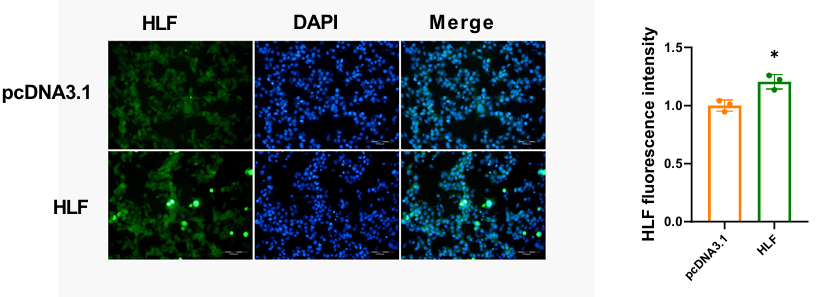 HLF DAPI Merge
pcDNA3.1
HLF
HLF fluorescence intensity
1.5
1.0
0.5
0.0
*
pcDNA3.1
HLF